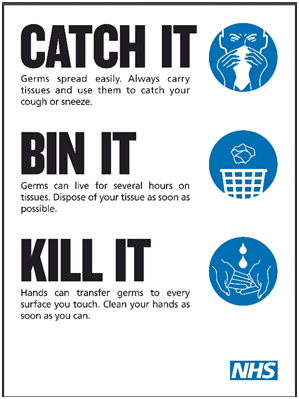 CATCH IT
Germs spread easily. Always carry
tissues and use them to catch your
cough or sneeze.
BIN IT
Germs can live for several hours on
tissues. Dispose of your tissue as soon as
possible.
KILL IT
Hands can transfer germs to every
surface you touch. Clean your hands as
soon as you can.
NHS